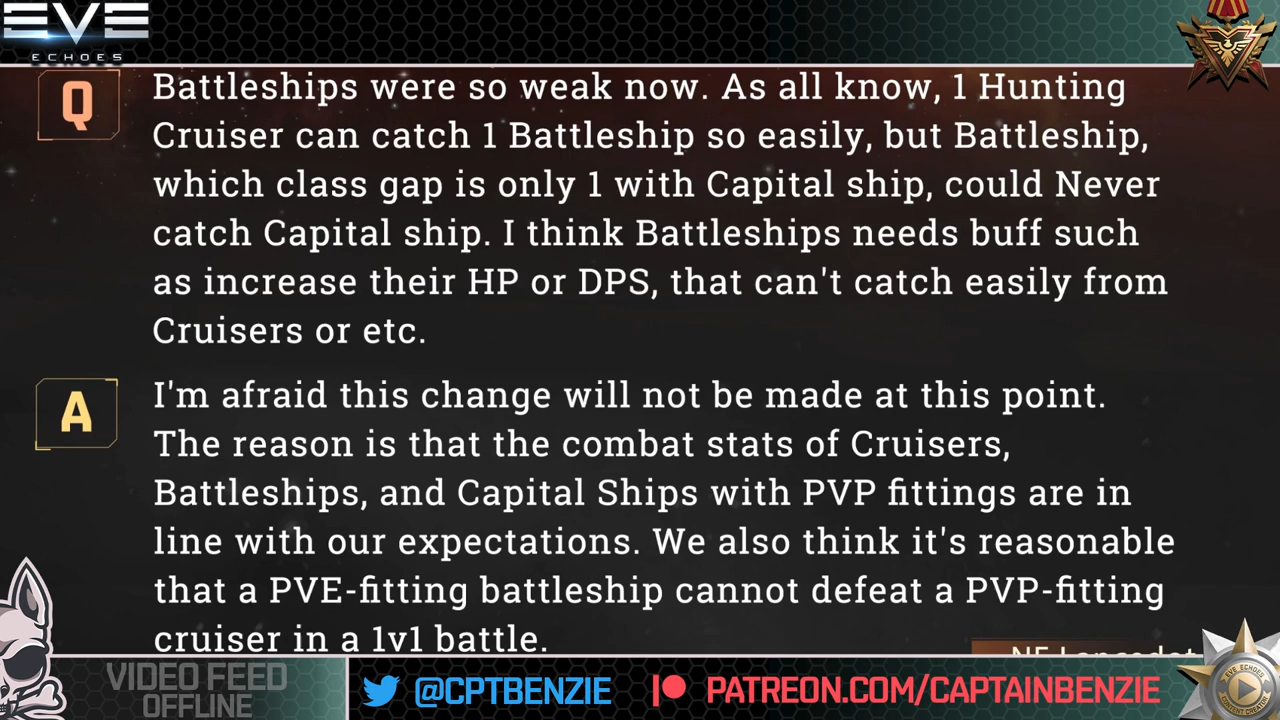 EVE
ECHOES
Q
Battleships were so weak now. As all know, 1 Hunting
Cruiser can catch 1 Battleship so easily, but Battleship,
which class gap is only 1 with Capital ship, could Never
catch Capital ship. I think Battleships needs buff such
as increase their HP or DPS, that can't catch easily from
Cruisers or etc.
A
I'm afraid this change will not be made at this point.
The reason is that the combat stats of Cruisers,
Battleships, and Capital Ships with PVP fittings are in
line with our expectations. We also think it's reasonable
that a PVE-fitting battleship cannot defeat a PVP-fitting
cruiser in a 1v1 battle.
VIDEO FEED
OFFLINE
@CPTBENZIE
PATREON.COM/CAPTAINBENZIE
EVE ECHOES
CONTENT CREATOR